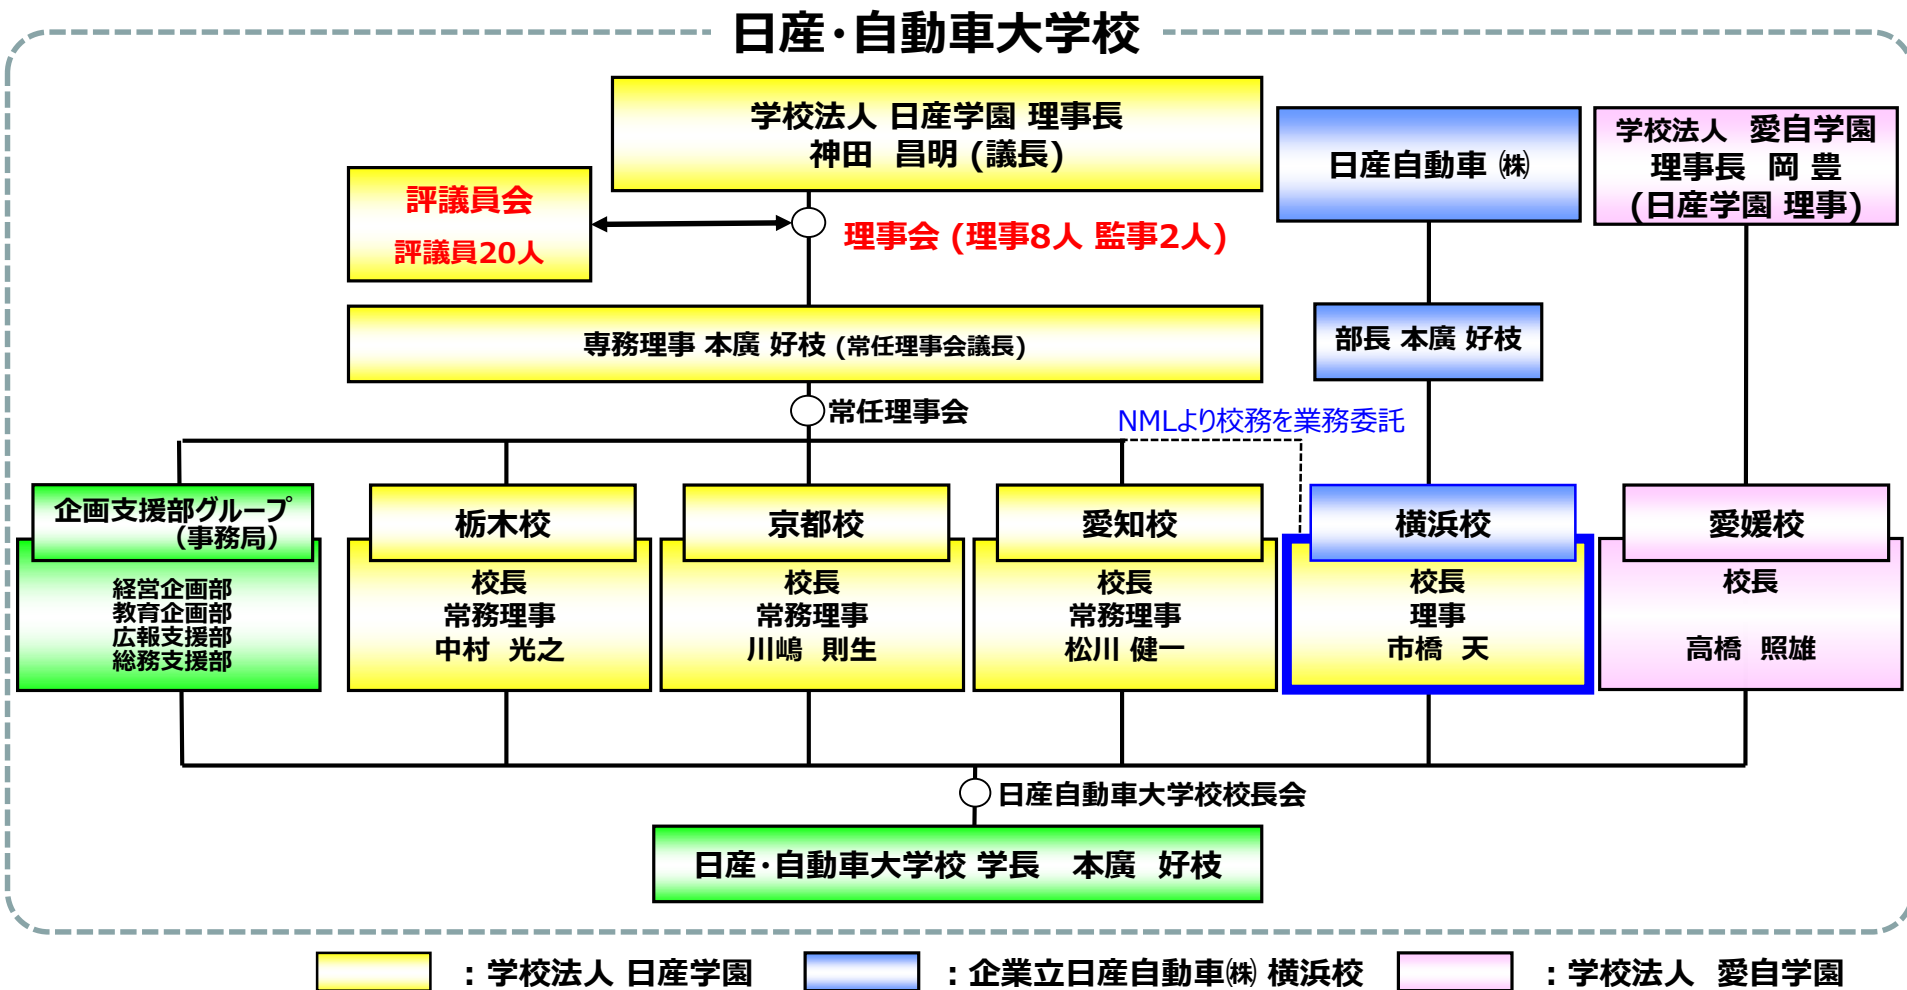 日産・自動車大学校
学校法人 日産学園 理事長
神田 昌明 (議長)
日産自動車 ㈱
学校法人 愛自学園
理事長 岡 豊
(日産学園 理事)
評議員会
評議員20人
理事会 (理事8人 監事2人)
専務理事 本廣 好枝 (常任理事会議長)
部長 本廣 好枝
常任理事会
NMLより校務を業務委託
企画支援部グループ
(事務局)
経営企画部
教育企画部
広報支援部
総務支援部
栃木校
校長
常務理事
中村 光之
京都校
校長
常務理事
川嶋 則生
愛知校
校長
常務理事
松川 健一
横浜校
校長
理事
市橋 天
愛媛校
校長
高橋 照雄
日産自動車大学校校長会
日産・自動車大学校 学長 本廣 好枝
: 学校法人 日産学園
: 企業立日産自動車㈱ 横浜校
: 学校法人 愛自学園